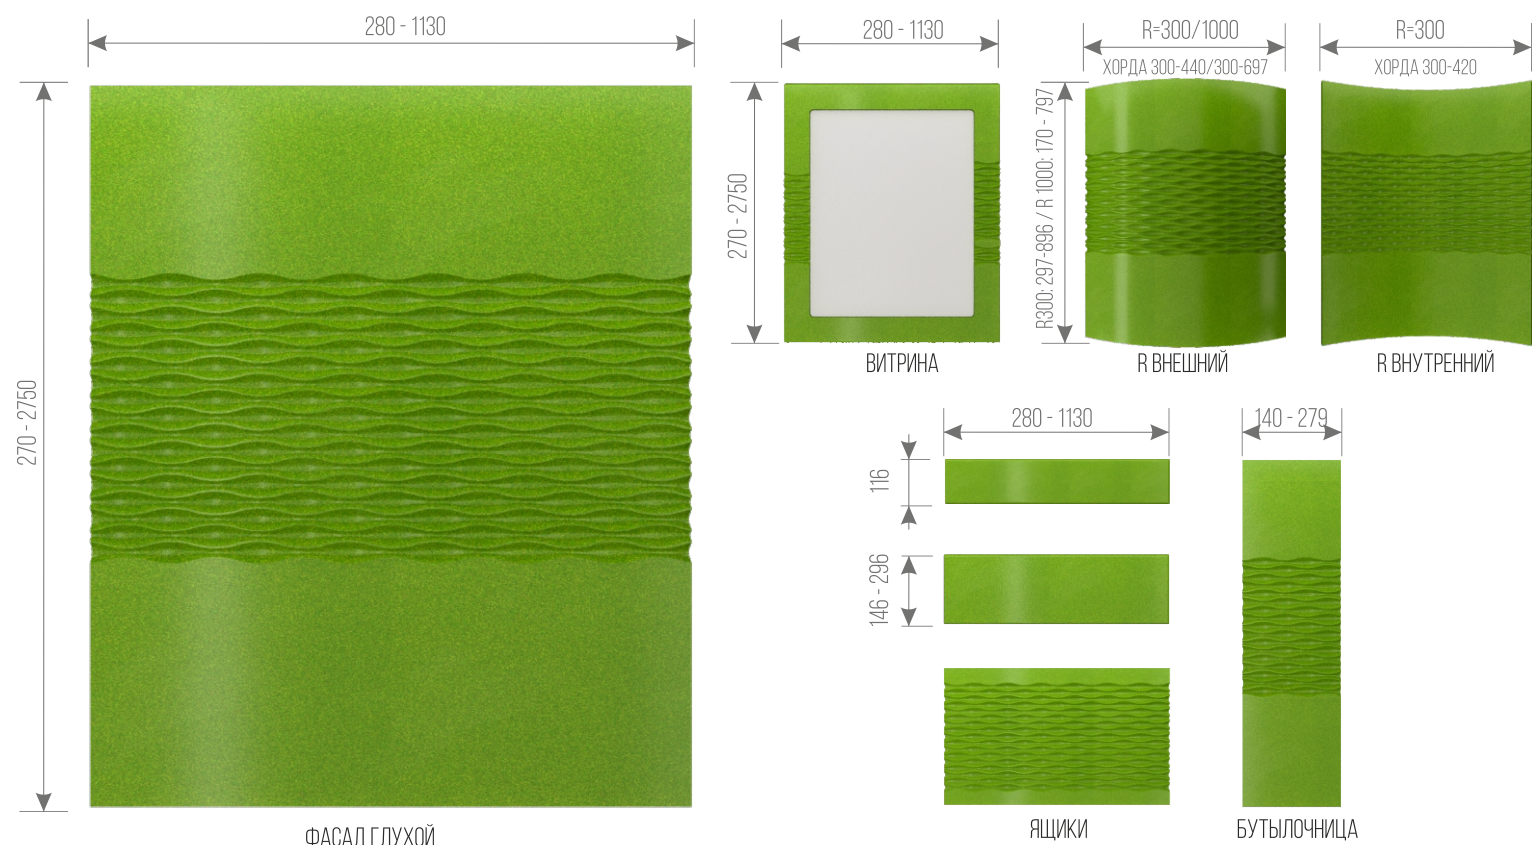 280 - 1130
270 - 2750
ФАСАД ГЛУХОЙ
280 - 1130
270 - 2750
ВИТРИНА
R=300/1000
ХОРДА 300-440/300-697
R300: 297-896 / R 1000: 170 - 797
R ВНЕШНИЙ
R=300
ХОРДА 300-420
R ВНУТРЕННИЙ
280 - 1130
116
146 - 296
ЯЩИКИ
140 - 279
БУТЫЛОЧНИЦА